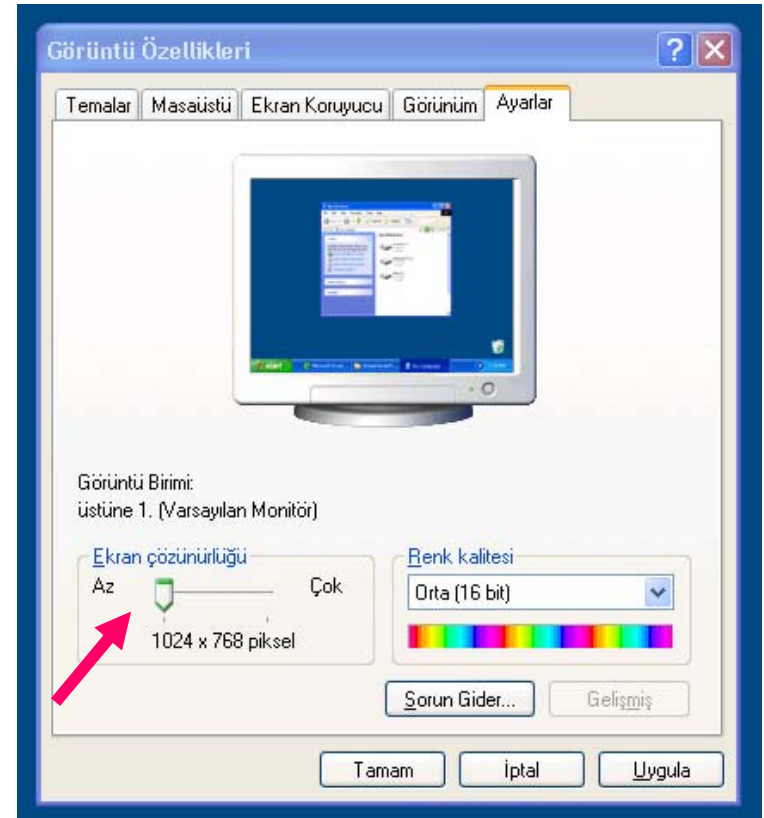 Görüntü Özellikleri
Temalar Masaüstü Ekran Koruyucu Görünüm Ayarlar
Görüntü Birimi:
üstüne 1. (Varsayılan Monitör)
Ekran çözünürlüğü
Az Çok
1024 x 768 piksel
Renk kalitesi
Orta (16 bit)
Sorun Gider... Gelişmiş
Tamam İptal Uygula